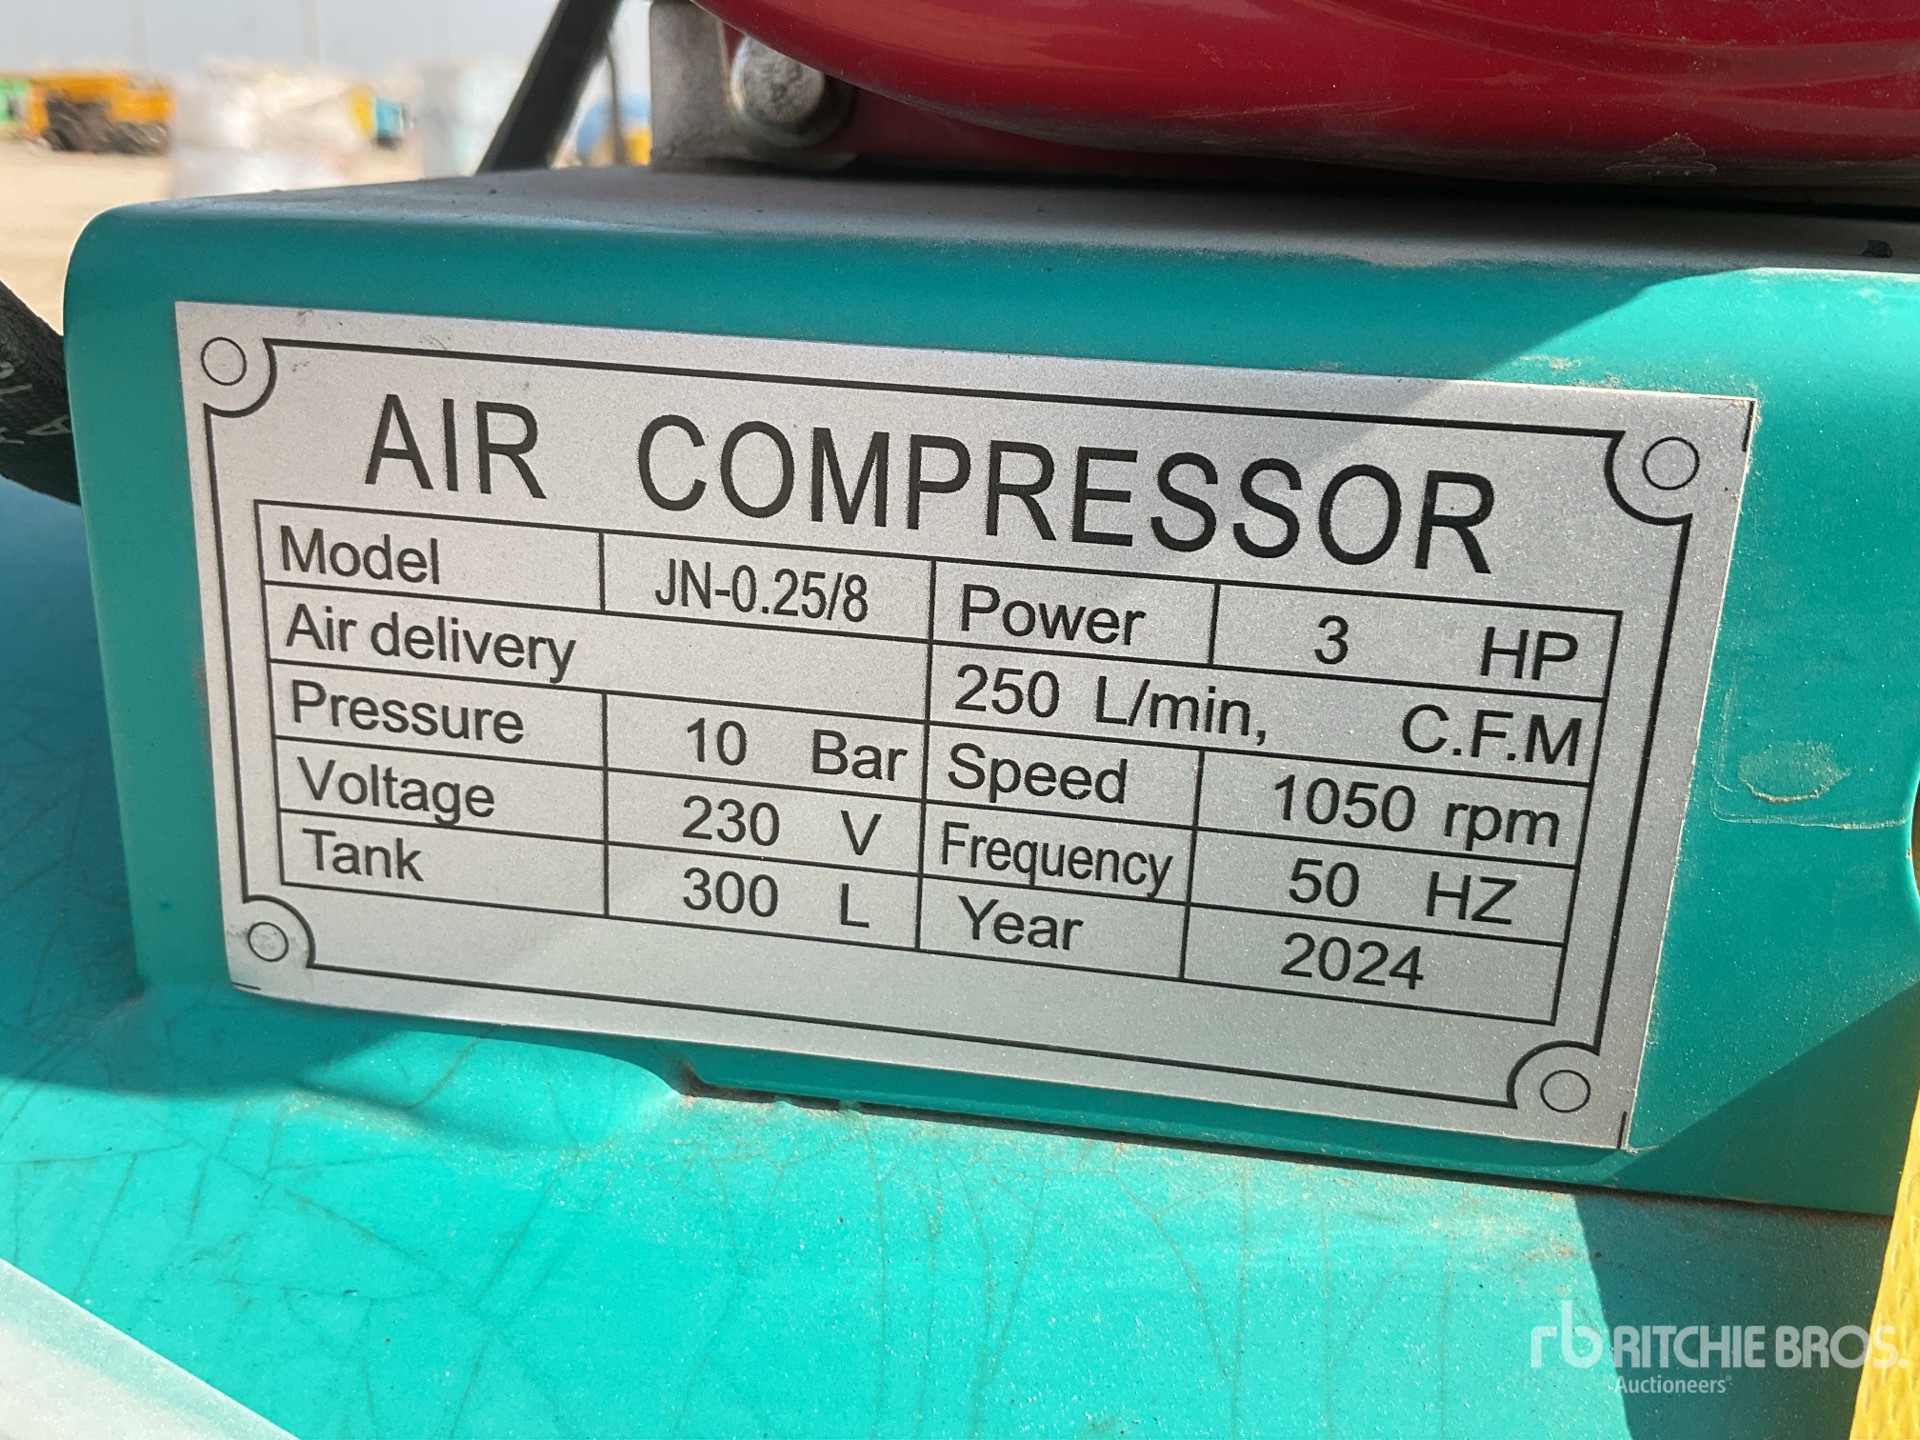 AIR COMPRESSOR
Model JN-0.25/8 Power 3 HP
Air delivery 250 L/min, C.F.M
Pressure 10 Bar Speed 1050 rpm
Voltage 230 V Frequency 50 HZ
Tank 300 L Year 2024
rb RITCHIE BROS.
Auctioneers